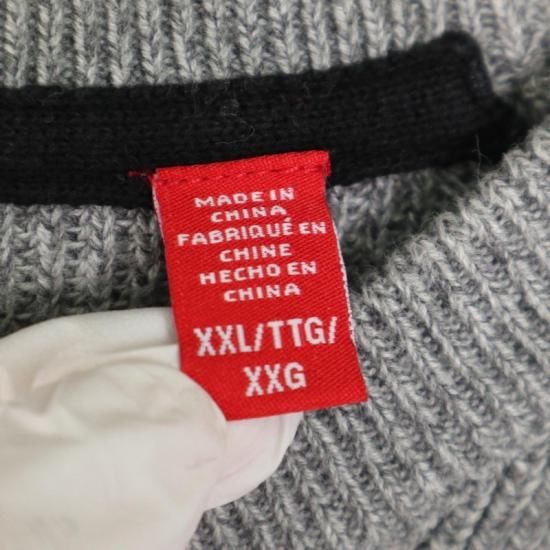 MADE IN
CHINA
FABRIQUÉ EN
CHINE
HECHO EN
CHINA
XXL/TTG/
XXG